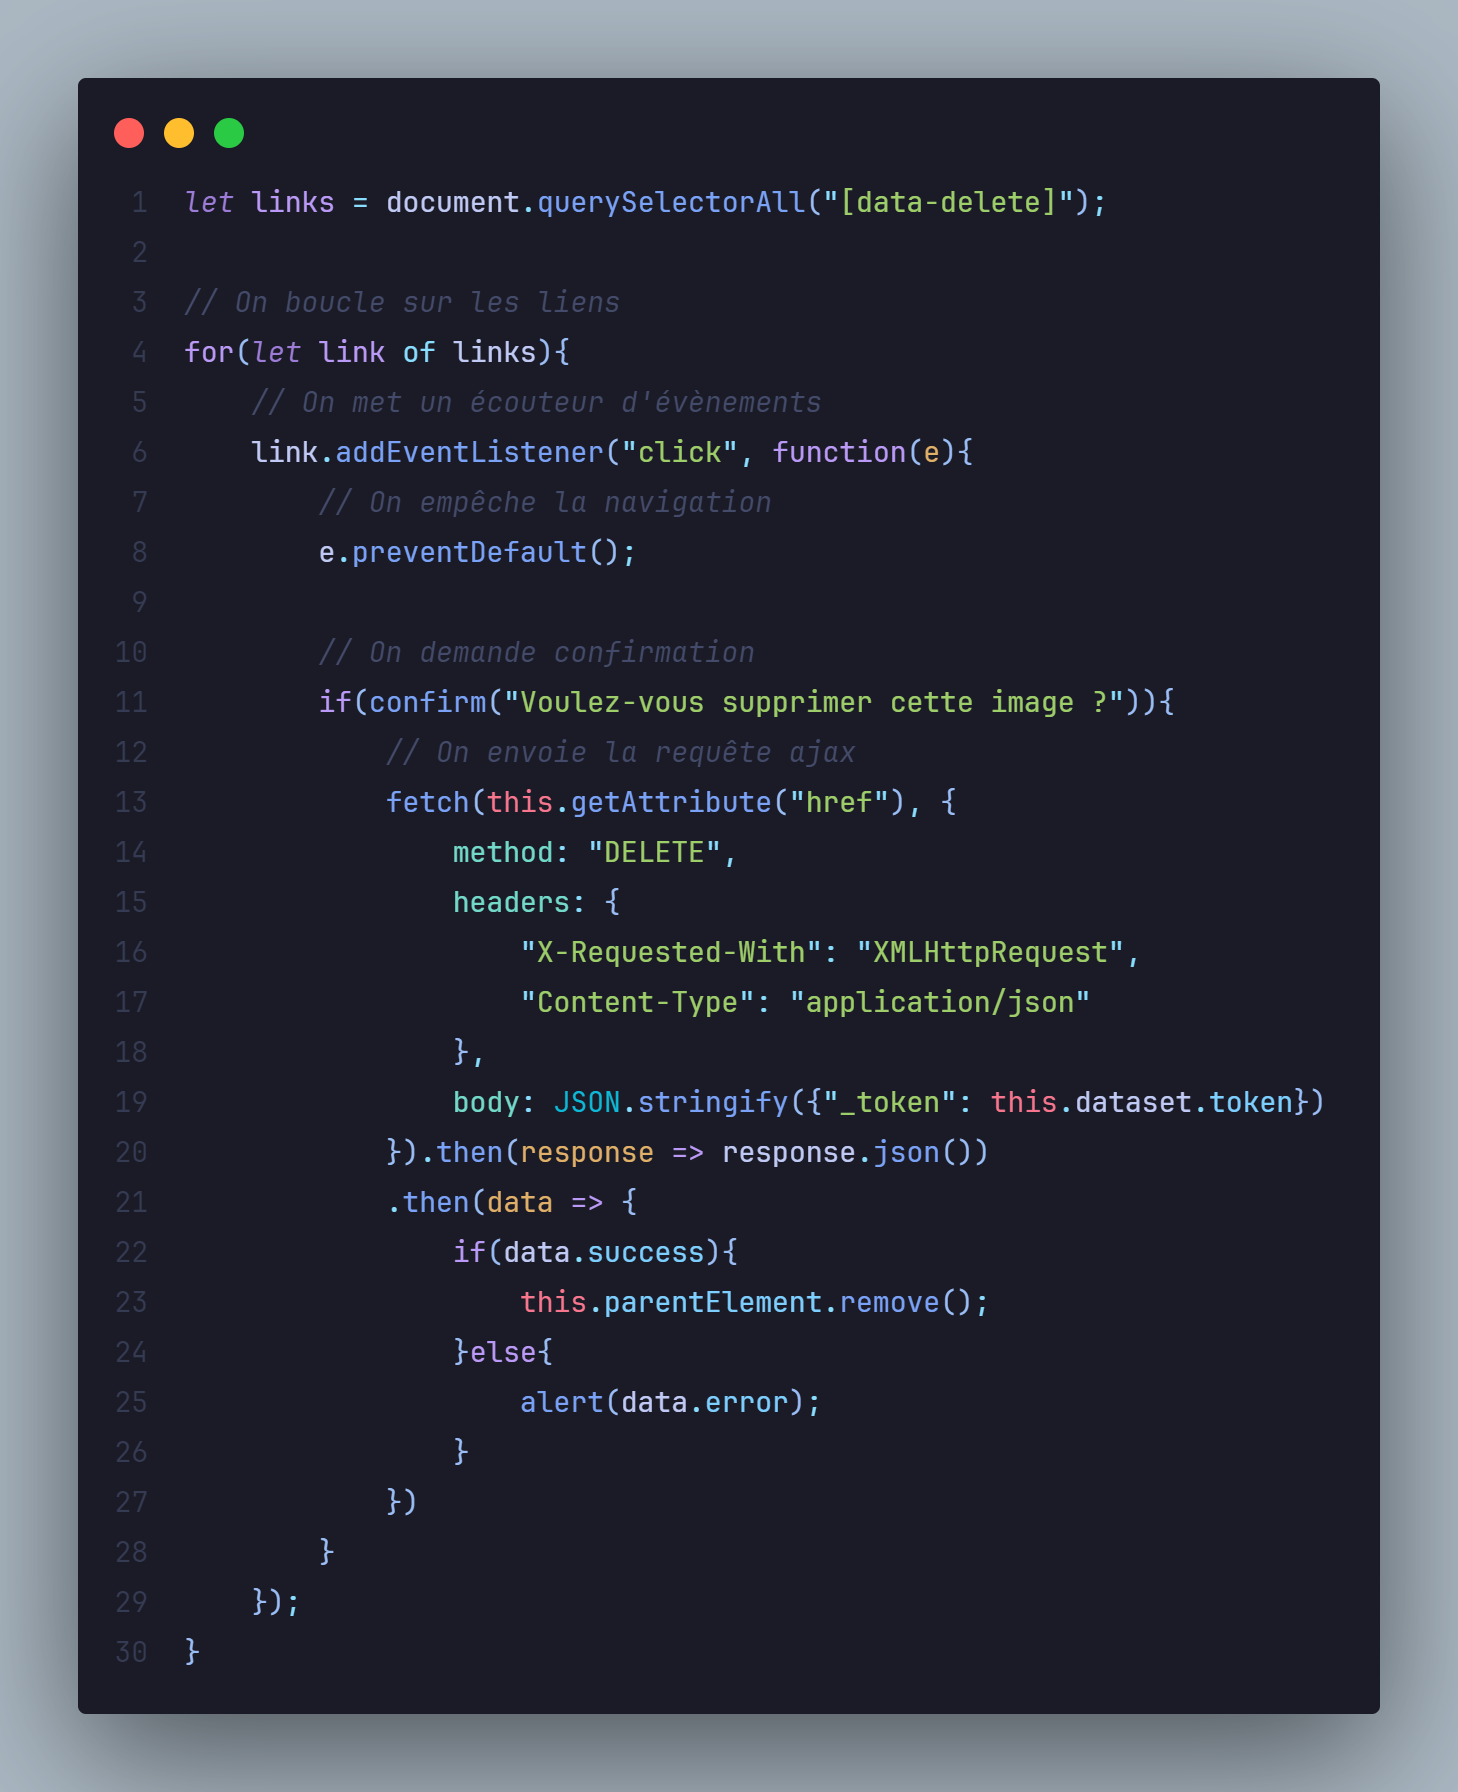 1 let links = document.querySelectorAll("[data-delete]");
2
3 // On boucle sur les liens
4 for(let link of links){
5     // On met un écouteur d'évènements
6     link.addEventListener("click", function(e){
7         // On empêche la navigation
8         e.preventDefault();
9
10         // On demande confirmation
11         if(confirm("Voulez-vous supprimer cette image ?")){
12             // On envoie la requête ajax
13             fetch(this.getAttribute("href"), {
14                 method: "DELETE",
15                 headers: {
16                     "X-Requested-With": "XMLHttpRequest",
17                     "Content-Type": "application/json"
18                 },
19                 body: JSON.stringify({"_token": this.dataset.token})
20             }).then(response => response.json())
21             .then(data => {
22                 if(data.success){
23                     this.parentElement.remove();
24                 }else{
25                     alert(data.error);
26                 }
27             })
28         }
29     });
30 }